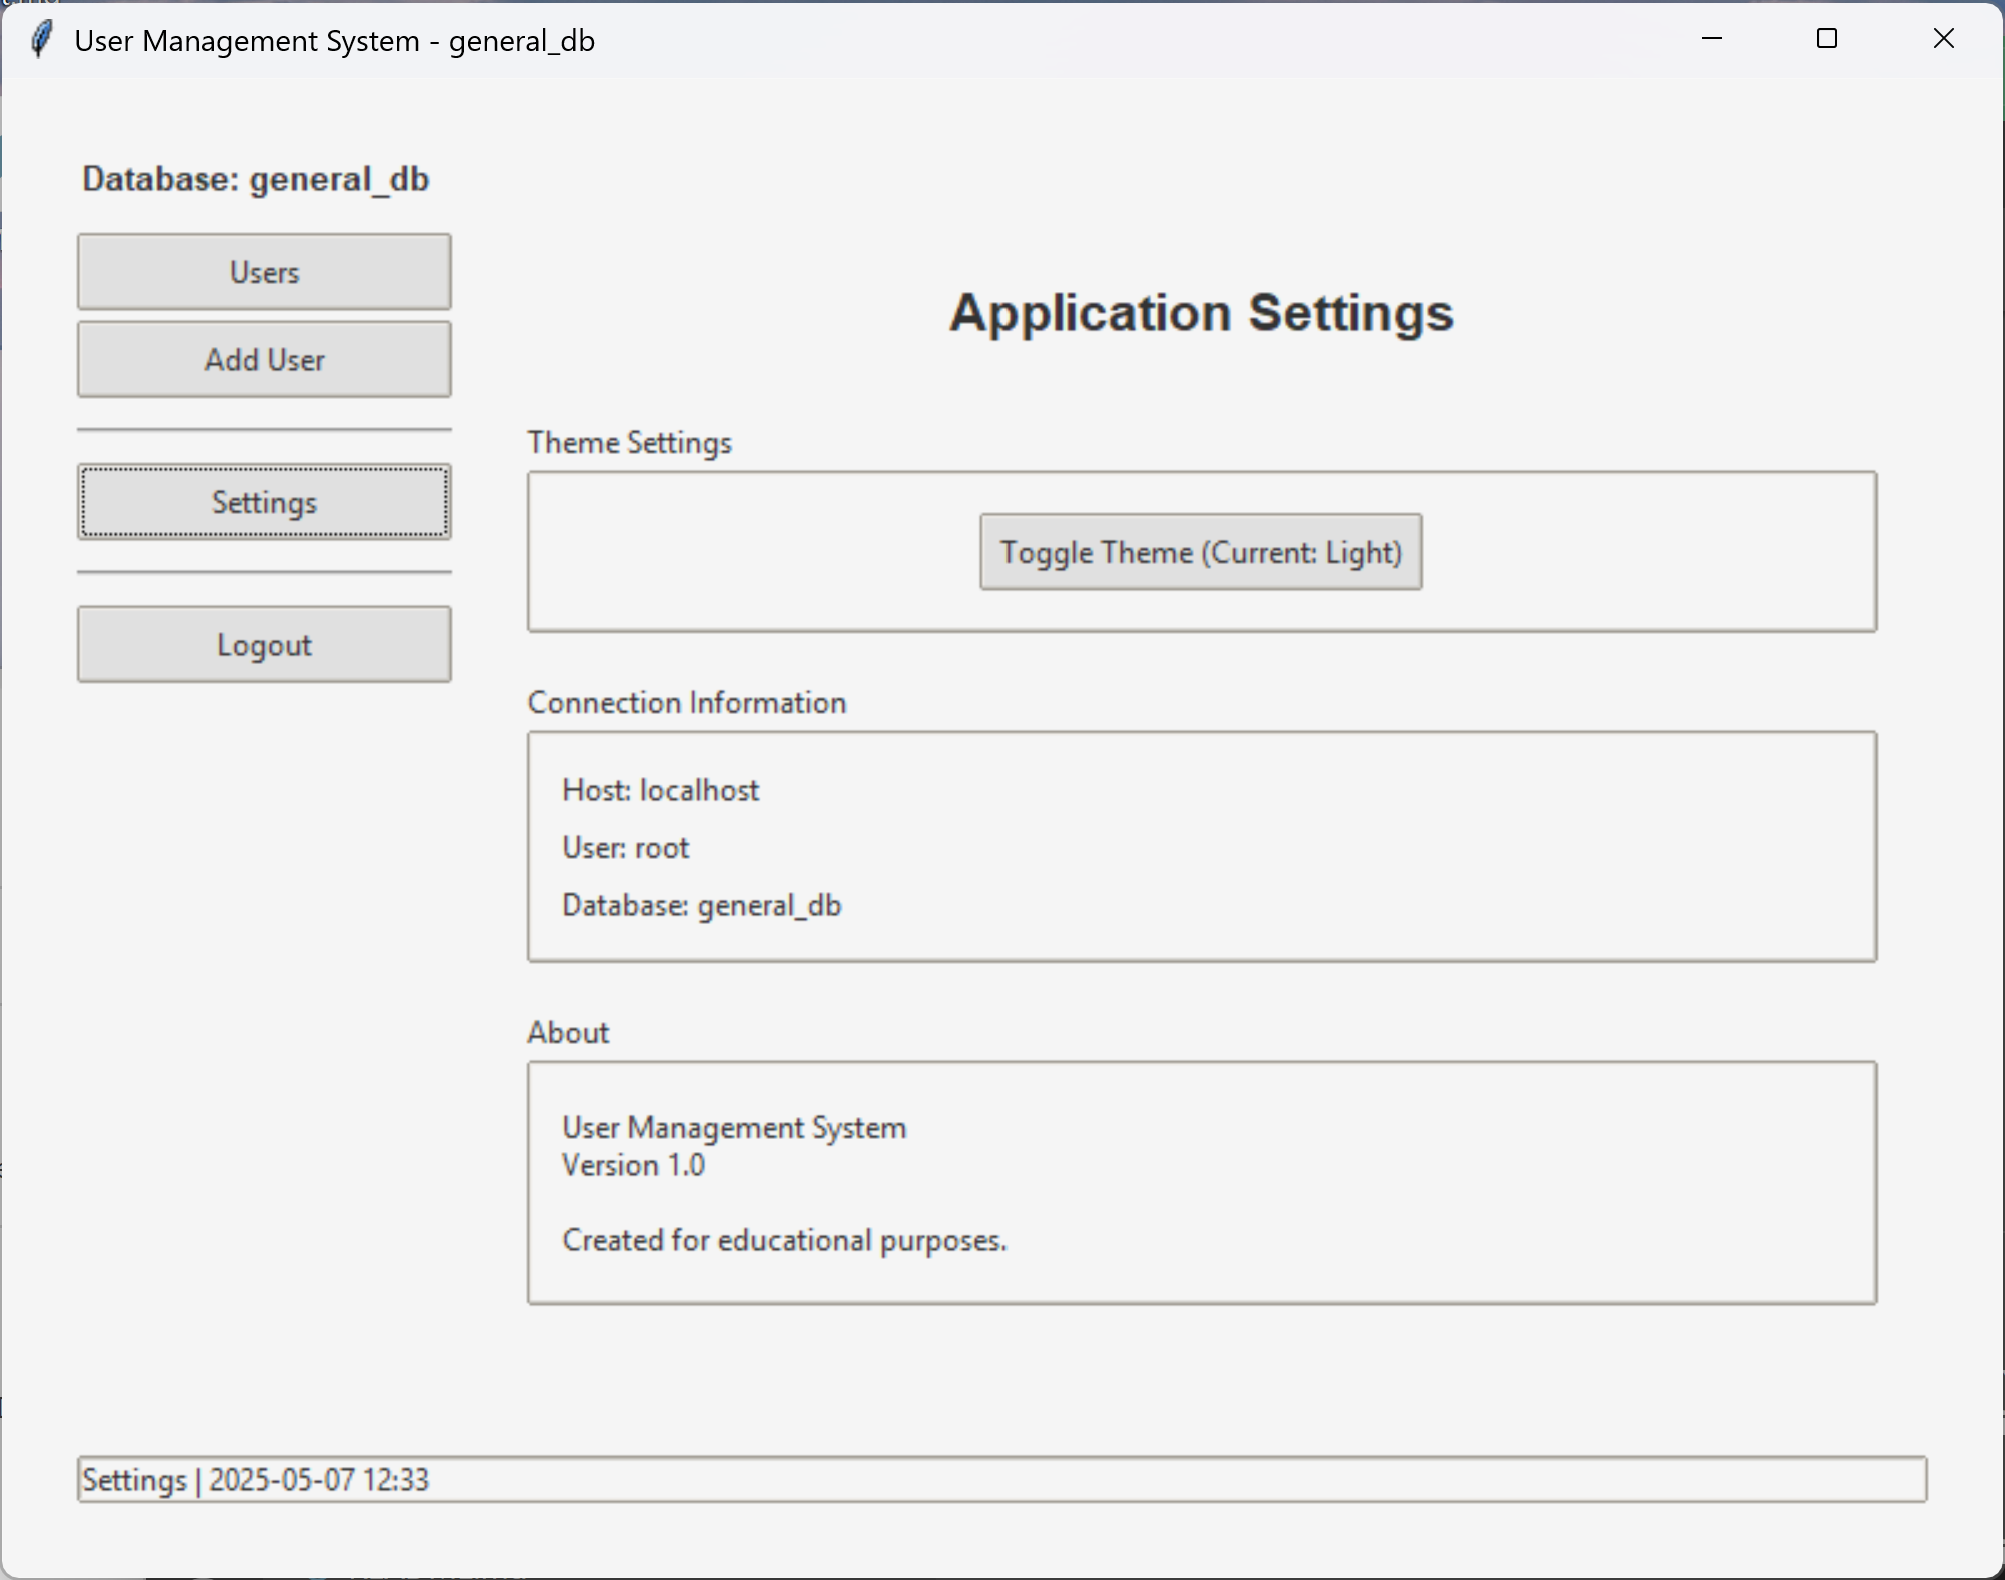 User Management System - general_db
Database: general_db
Users
Add User
Settings
Logout
Application Settings
Theme Settings
Toggle Theme (Current: Light)
Connection Information
Host: localhost
User: root
Database: general_db
About
User Management System
Version 1.0
Created for educational purposes.
Settings | 2025-05-07 12:33